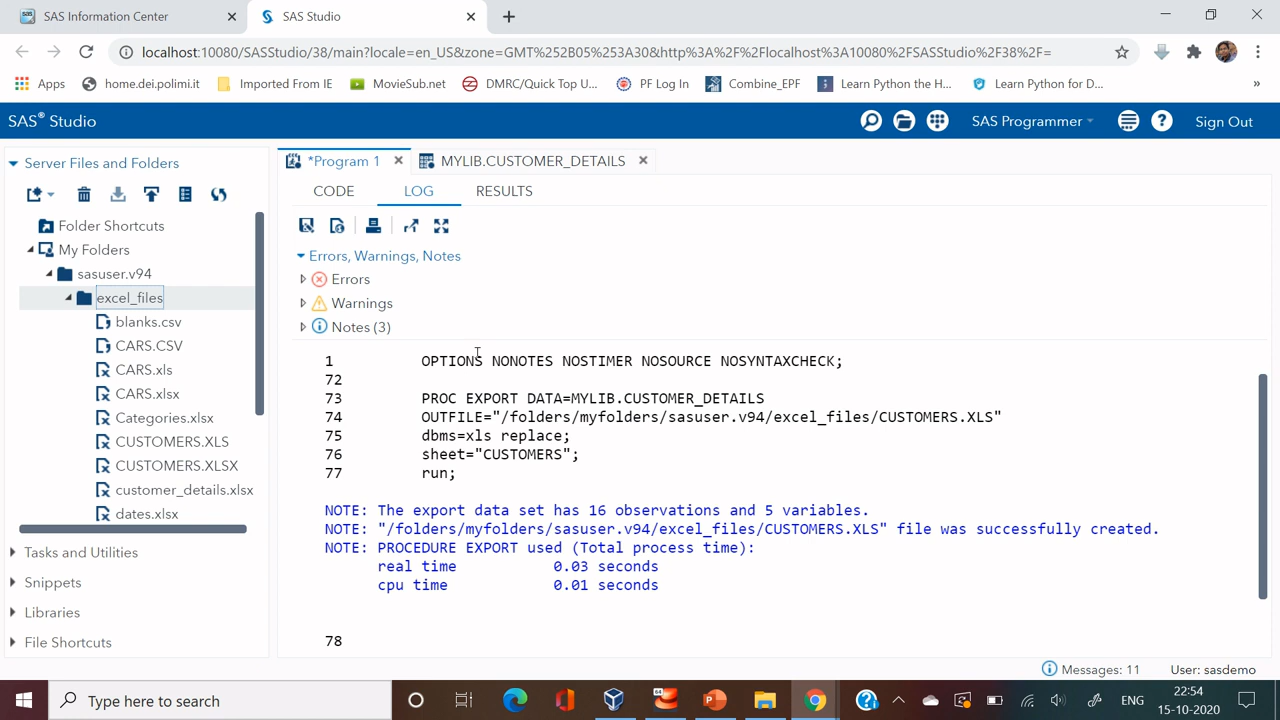 SAS Information Center
SAS Studio
localhost:10080/SASStudio/38/main?locale=en_US&zone=GMT%252B05%253A30&http%3A%2F%2Flocalhost%3A10080%2FSASStudio%2F38%2F=
Apps home.dei.polimi.it Imported From IE MovieSub.net DMRC/Quick Top U... PF Log In Combine_EPF Learn Python the H... Learn Python for D... »
SAS® Studio
SAS Programmer
Sign Out
Server Files and Folders
Folder Shortcuts
My Folders
sasuser.v94
excel_files
blanks.csv
CARS.CSV
CARS.xls
CARS.xlsx
Categories.xlsx
CUSTOMERS.XLS
CUSTOMERS.XLSX
customer_details.xlsx
dates.xlsx
Tasks and Utilities
Snippets
Libraries
File Shortcuts
*Program 1
MYLIB.CUSTOMER_DETAILS
CODE LOG RESULTS
Errors, Warnings, Notes
Errors
Warnings
Notes (3)
1 OPTIONS NONOTES NOSTIMER NOSOURCE NOSYNTAXCHECK;
72
73 PROC EXPORT DATA=MYLIB.CUSTOMER_DETAILS
74 OUTFILE="/folders/myfolders/sasuser.v94/excel_files/CUSTOMERS.XLS"
75 dbms=xls replace;
76 sheet="CUSTOMERS";
77 run;
NOTE: The export data set has 16 observations and 5 variables.
NOTE: "/folders/myfolders/sasuser.v94/excel_files/CUSTOMERS.XLS" file was successfully created.
NOTE: PROCEDURE EXPORT used (Total process time):
real time 0.03 seconds
cpu time 0.01 seconds
78
Messages: 11 User: sasdemo
Type here to search
ENG
22:54
15-10-2020